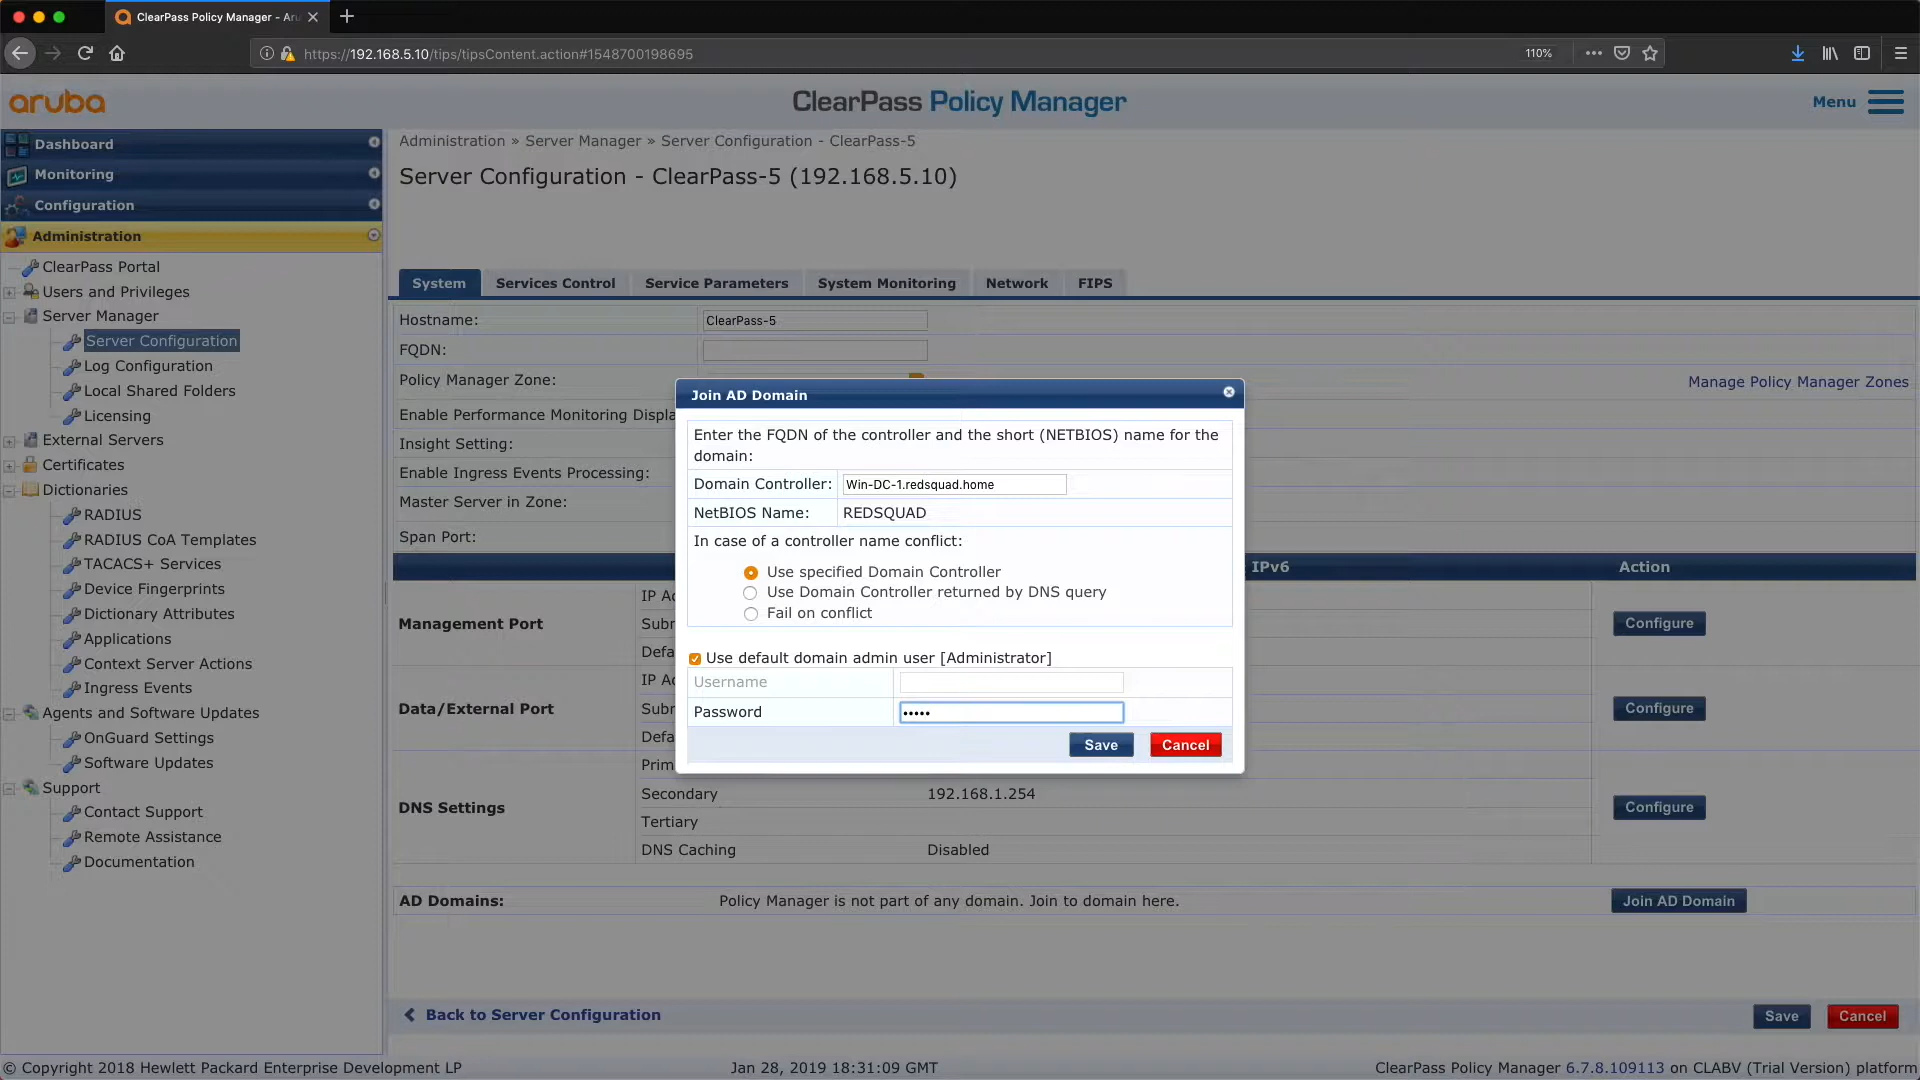 ClearPass Policy Manager - Aru
https://192.168.5.10/tips/tipsContent.action#1548700198695
110%
aruba
ClearPass Policy Manager
Menu
Dashboard
Monitoring
Configuration
Administration
ClearPass Portal
Users and Privileges
Server Manager
Server Configuration
Log Configuration
Local Shared Folders
Licensing
External Servers
Certificates
Dictionaries
RADIUS
RADIUS CoA Templates
TACACS+ Services
Device Fingerprints
Dictionary Attributes
Applications
Context Server Actions
Ingress Events
Agents and Software Updates
OnGuard Settings
Software Updates
Support
Contact Support
Remote Assistance
Documentation
Administration » Server Manager » Server Configuration - ClearPass-5
Server Configuration - ClearPass-5 (192.168.5.10)
System Services Control Service Parameters System Monitoring Network FIPS
Hostname: ClearPass-5
FQDN:
Policy Manager Zone: Manage Policy Manager Zones
Enable Performance Monitoring Displa
Insight Setting:
Enable Ingress Events Processing:
Master Server in Zone:
Span Port:
Join AD Domain
Enter the FQDN of the controller and the short (NETBIOS) name for the
domain:
Domain Controller: Win-DC-1.redsquad.home
NetBIOS Name: REDSQUAD
In case of a controller name conflict:
Use specified Domain Controller
Use Domain Controller returned by DNS query
Fail on conflict
Use default domain admin user [Administrator]
Username
Password •••••
Save Cancel
IPv6 Action
Management Port
IP Ad
Subn
Defa
Configure
Data/External Port
IP Ad
Subn
Defa
Configure
DNS Settings
Prim
Secondary 192.168.1.254
Tertiary
DNS Caching Disabled
Configure
AD Domains: Policy Manager is not part of any domain. Join to domain here. Join AD Domain
Back to Server Configuration
Save Cancel
© Copyright 2018 Hewlett Packard Enterprise Development LP Jan 28, 2019 18:31:09 GMT ClearPass Policy Manager 6.7.8.109113 on CLABV (Trial Version) platform